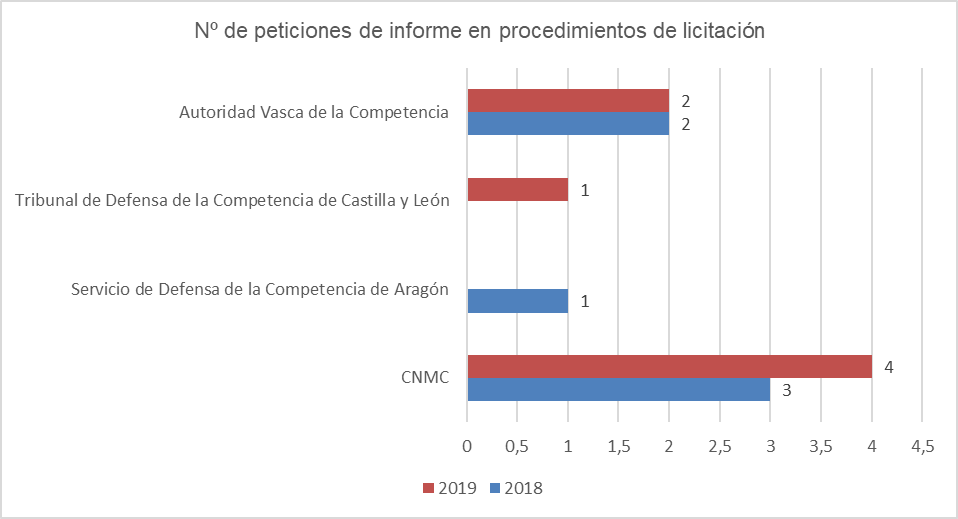 Nº de peticiones de informe en procedimientos de licitación
Autoridad Vasca de la Competencia
2
2
Tribunal de Defensa de la Competencia de Castilla y León
1
Servicio de Defensa de la Competencia de Aragón
1
CNMC
4
3
0 0,5 1 1,5 2 2,5 3 3,5 4 4,5
2019 2018